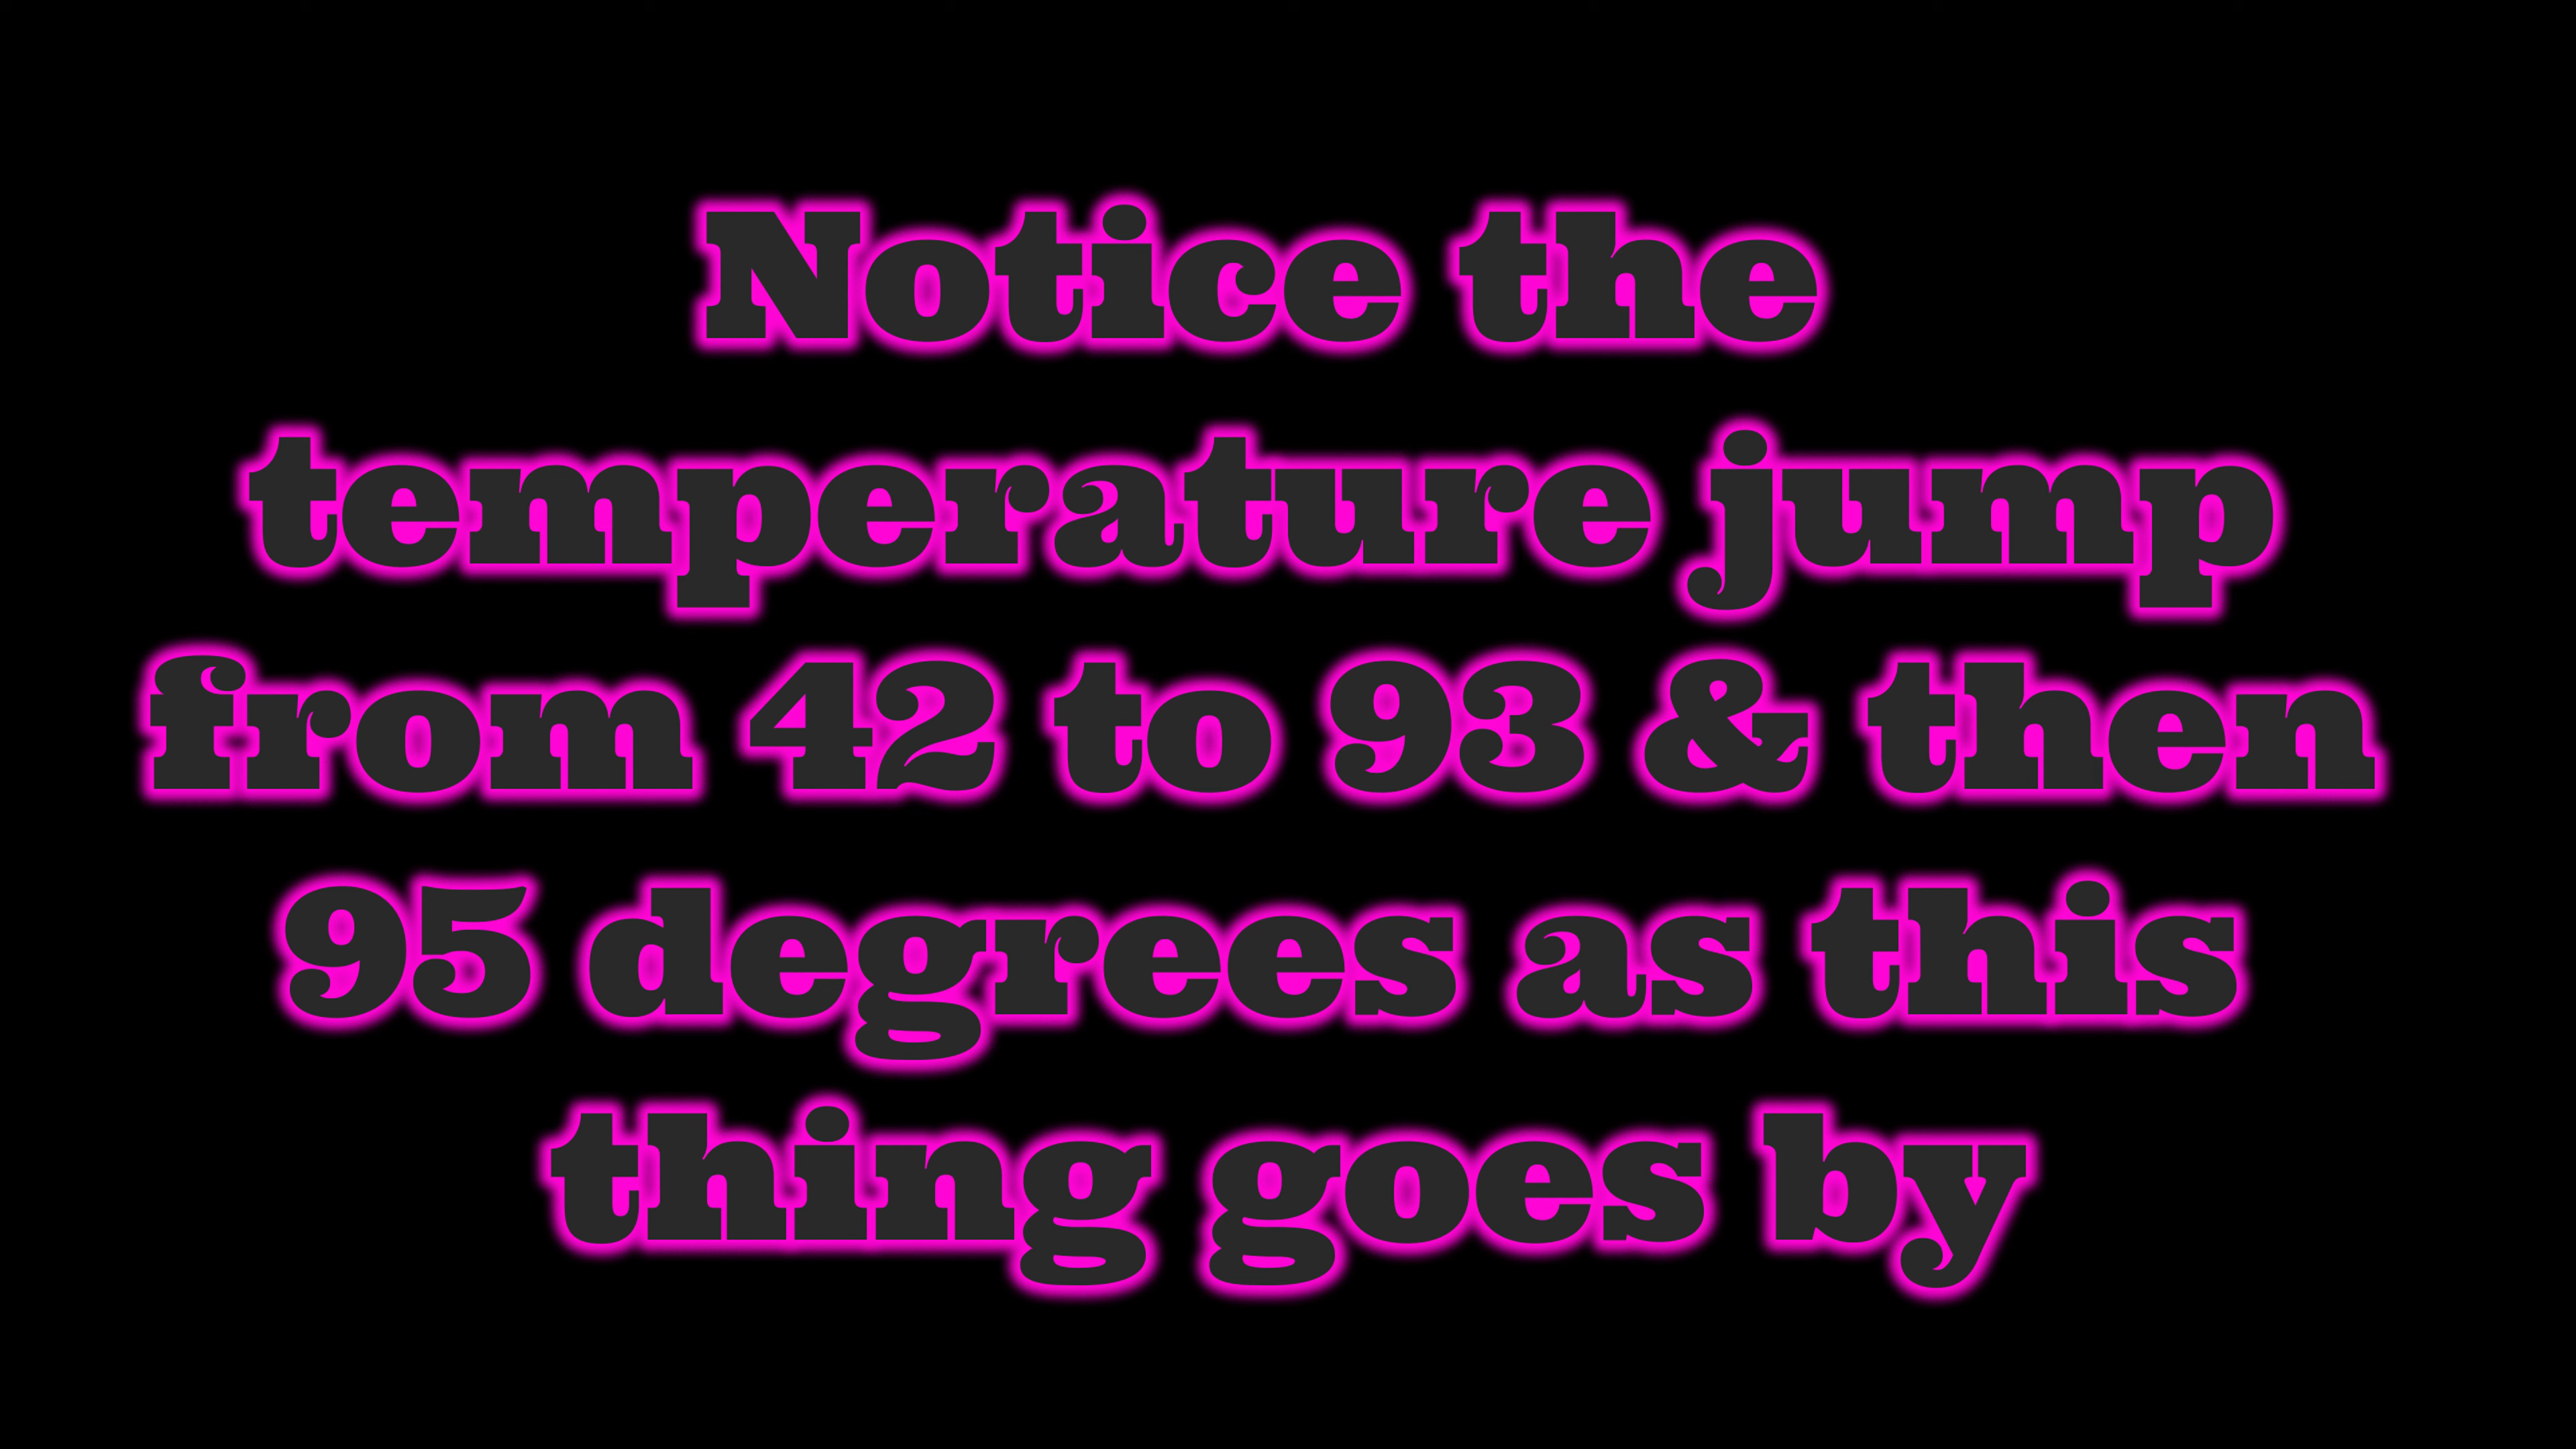 Notice the
temperature jump
from 42 to 93 & then
95 degrees as this
thing goes by